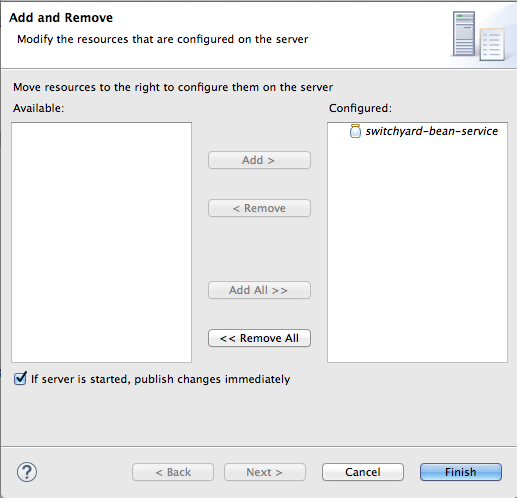 Add and Remove
Modify the resources that are configured on the server
Move resources to the right to configure them on the server
Available:
Configured:
switchyard-bean-service
Add >
< Remove
Add All >>
<< Remove All
If server is started, publish changes immediately
?
< Back
Next >
Cancel
Finish